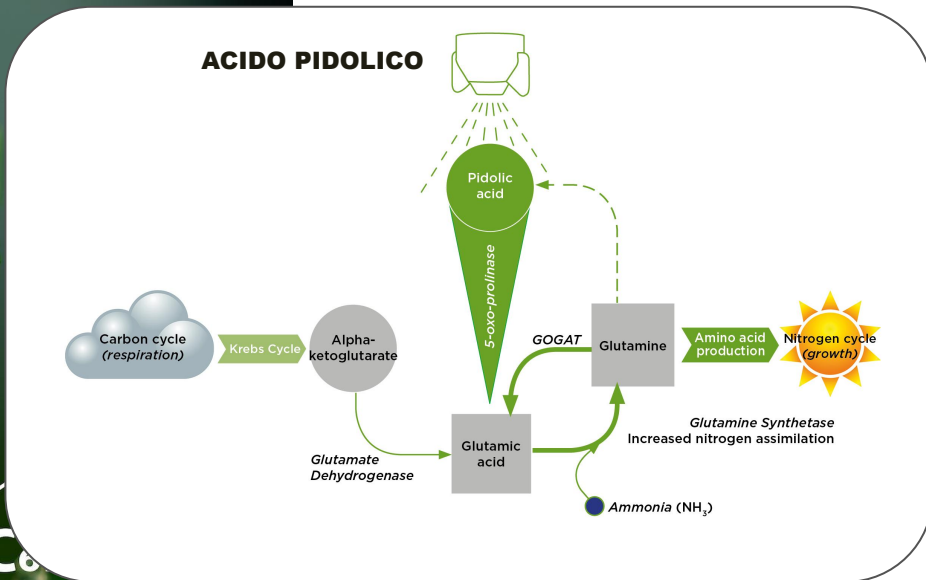 ACIDO PIDOLICO
Pidolic
acid
5-oxo-prolinase
Carbon cycle
(respiration)
Krebs Cycle
Alpha-
ketoglutarate
GOGAT
Glutamine
Amino acid
production
Nitrogen cycle
(growth)
Glutamine Synthetase
Increased nitrogen assimilation
Glutamic
acid
Glutamate
Dehydrogenase
Ammonia (NH₃)